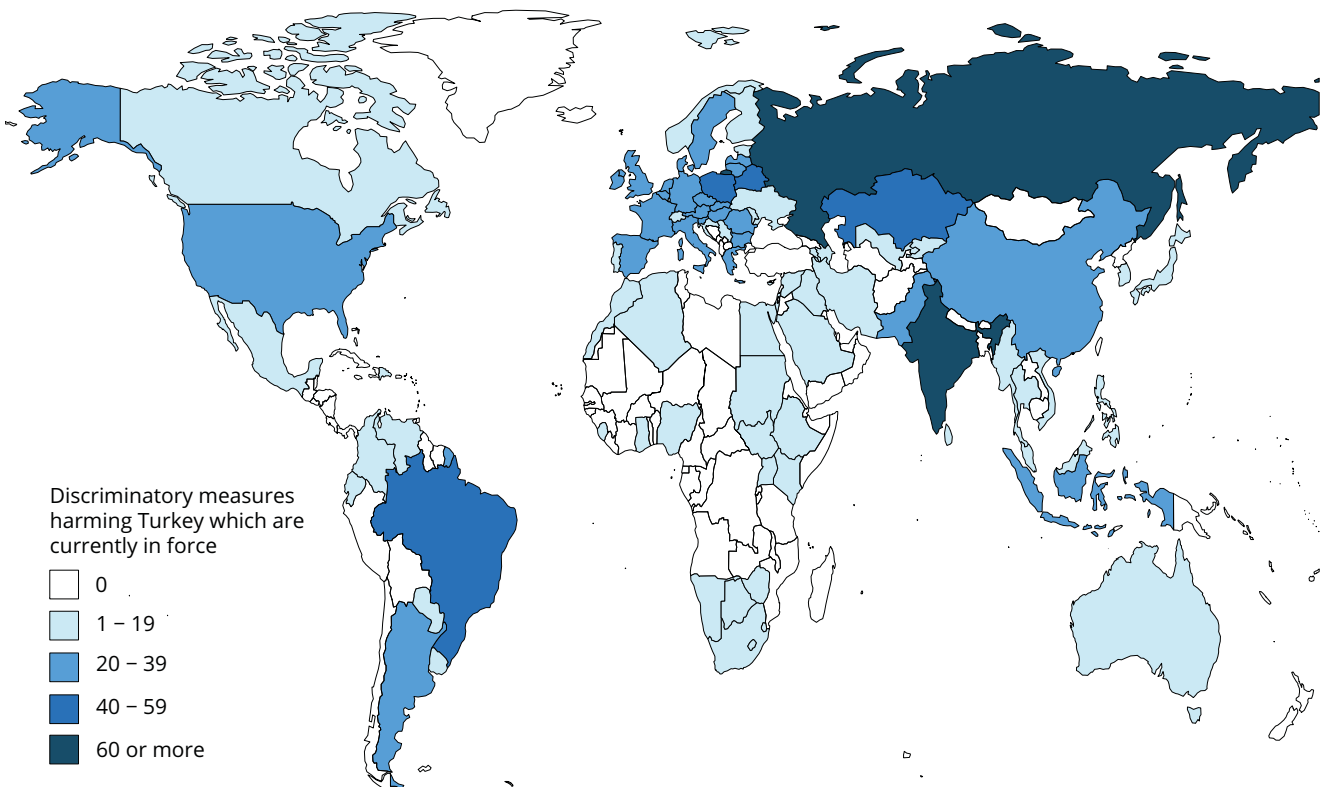 Discriminatory measures
harming Turkey which are
currently in force
0
1 – 19
20 – 39
40 – 59
60 or more